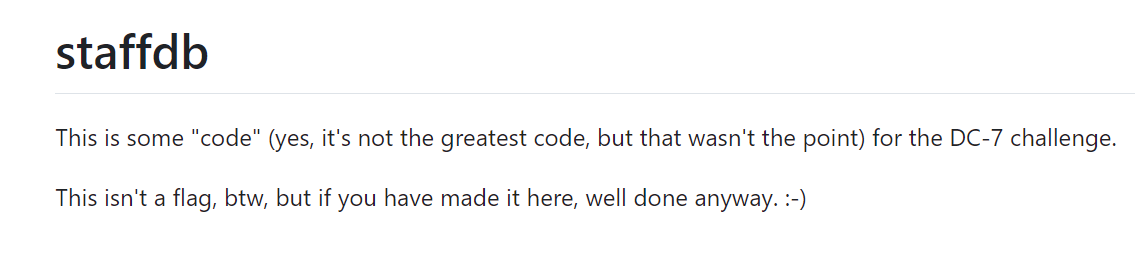 staffdb
This is some "code" (yes, it's not the greatest code, but that wasn't the point) for the DC-7 challenge.
This isn't a flag, btw, but if you have made it here, well done anyway. :-)